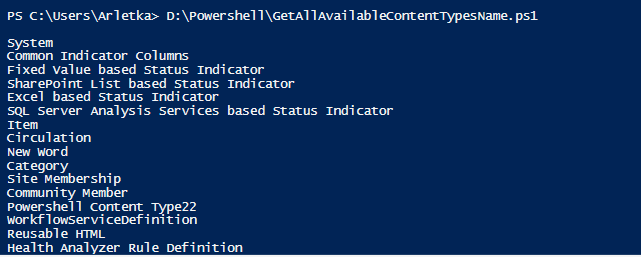 PS C:\Users\Arletka> D:\Powershell\GetAllAvailableContentTypesName.ps1
System
Common Indicator Columns
Fixed Value based Status Indicator
SharePoint List based Status Indicator
Excel based Status Indicator
SQL Server Analysis Services based Status Indicator
Item
Circulation
New Word
Category
Site Membership
Community Member
Powershell Content Type22
WorkflowServiceDefinition
Reusable HTML
Health Analyzer Rule Definition